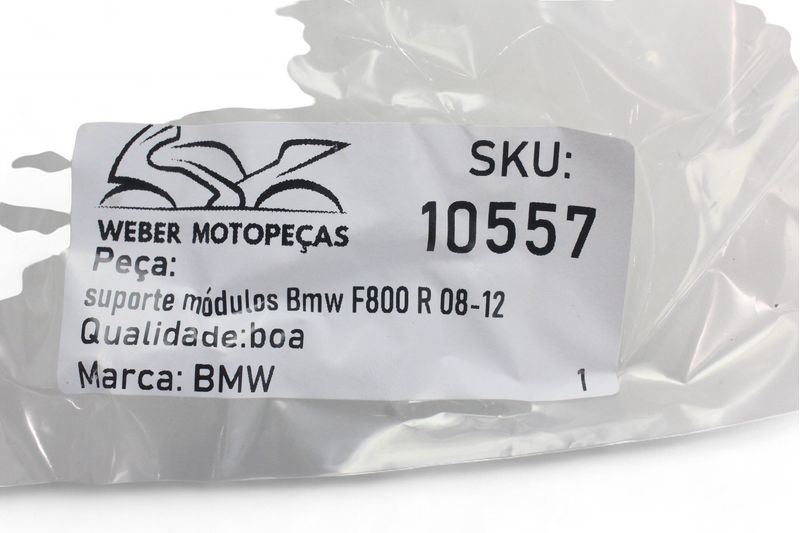 WEBER MOTOPEÇAS
SKU:
10557
Peça:
suporte módulos Bmw F800 R 08-12
Qualidade:boa
Marca: BMW
1